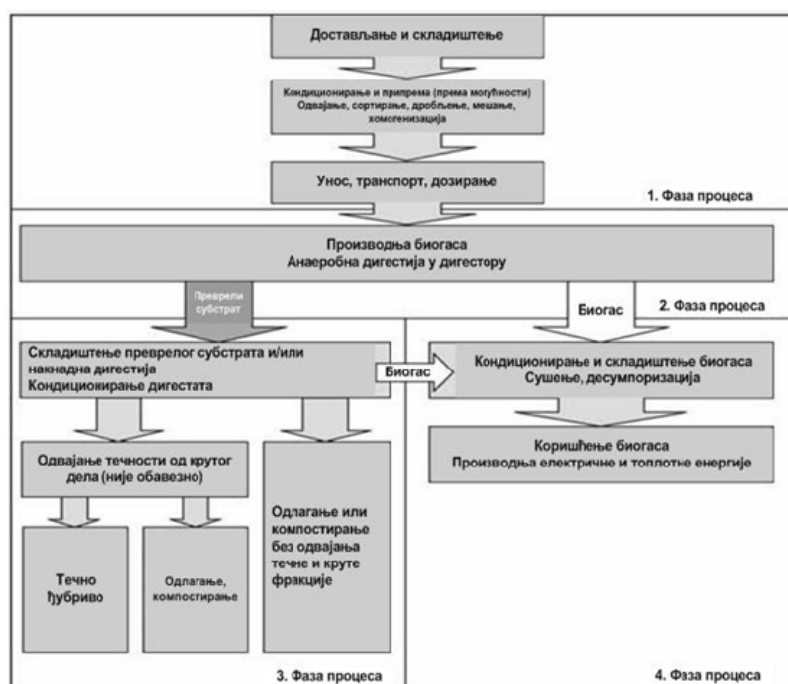 Достављање и складиштење
Кондиционирање и припрема (према могућности)
Одвајање, сортирање, дробљење, мешање,
хомогенизација
Унос, транспорт, дозирање
1. Фаза процеса
Производња биогаса
Анаеробна дигестија у дигестору
Преврели
субстрат
Биогас
2. Фаза процеса
Складиштење преврелог субстрата и/или
накнадна дигестија
Кондиционирање дигестата
Биогас
Кондиционирање и складиштење биогаса
Сушење, десумпоризација
Коришћење биогаса
Производња електричне и топлотне енергије
Одвајање течности од крутог
дела (није обавезно)
Одлагање или
компостирање
без одвајања
течне и круте
фракције
Течно
ђубриво
Одлагање,
компостирање
3. Фаза процеса
4. Фаза процеса